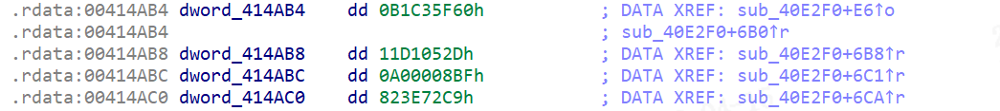 .rdata:00414AB4 dword_414AB4 dd 0B1C35F60h ; DATA XREF: sub_40E2F0+E6↑o
.rdata:00414AB4 ; sub_40E2F0+6B0↑r
.rdata:00414AB8 dword_414AB8 dd 11D1052Dh ; DATA XREF: sub_40E2F0+6B8↑r
.rdata:00414ABC dword_414ABC dd 0A00008BFh ; DATA XREF: sub_40E2F0+6C1↑r
.rdata:00414AC0 dword_414AC0 dd 823E72C9h ; DATA XREF: sub_40E2F0+6CA↑r